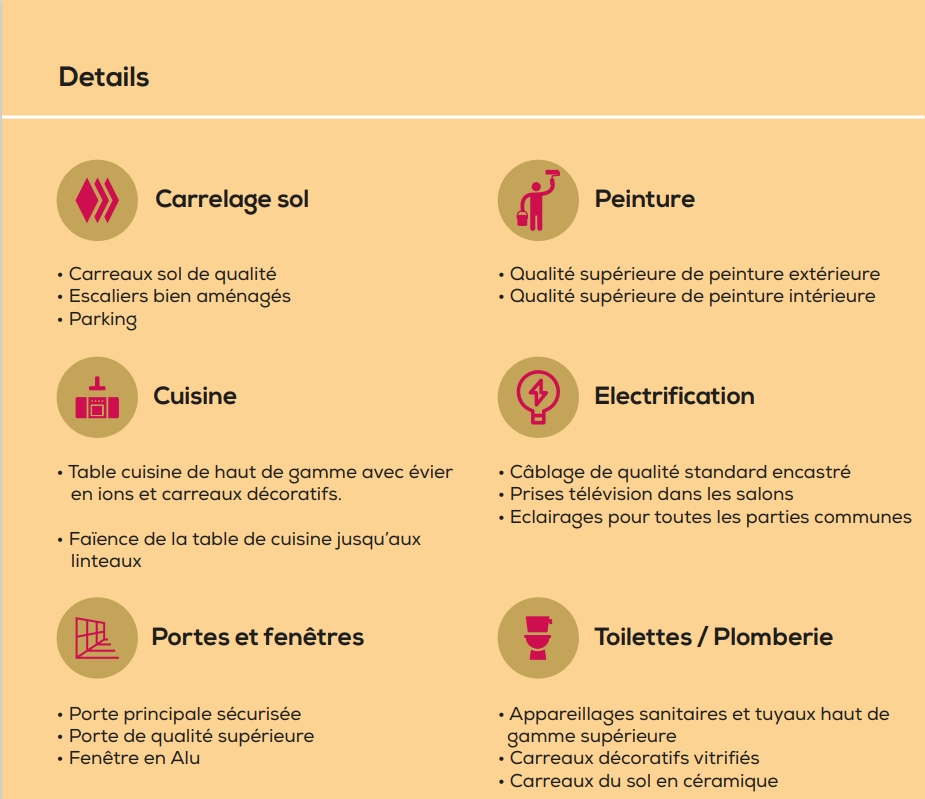 Details
Carrelage sol
• Carreaux sol de qualité
• Escaliers bien aménagés
• Parking
Peinture
• Qualité supérieure de peinture extérieure
• Qualité supérieure de peinture intérieure
Cuisine
• Table cuisine de haut de gamme avec évier
en ions et carreaux décoratifs.
• Faïence de la table de cuisine jusqu’aux
linteaux
Electrification
• Câblage de qualité standard encastré
• Prises télévision dans les salons
• Eclairages pour toutes les parties communes
Portes et fenêtres
• Porte principale sécurisée
• Porte de qualité supérieure
• Fenêtre en Alu
Toilettes / Plomberie
• Appareillages sanitaires et tuyaux haut de
gamme supérieure
• Carreaux décoratifs vitrifiés
• Carreaux du sol en céramique